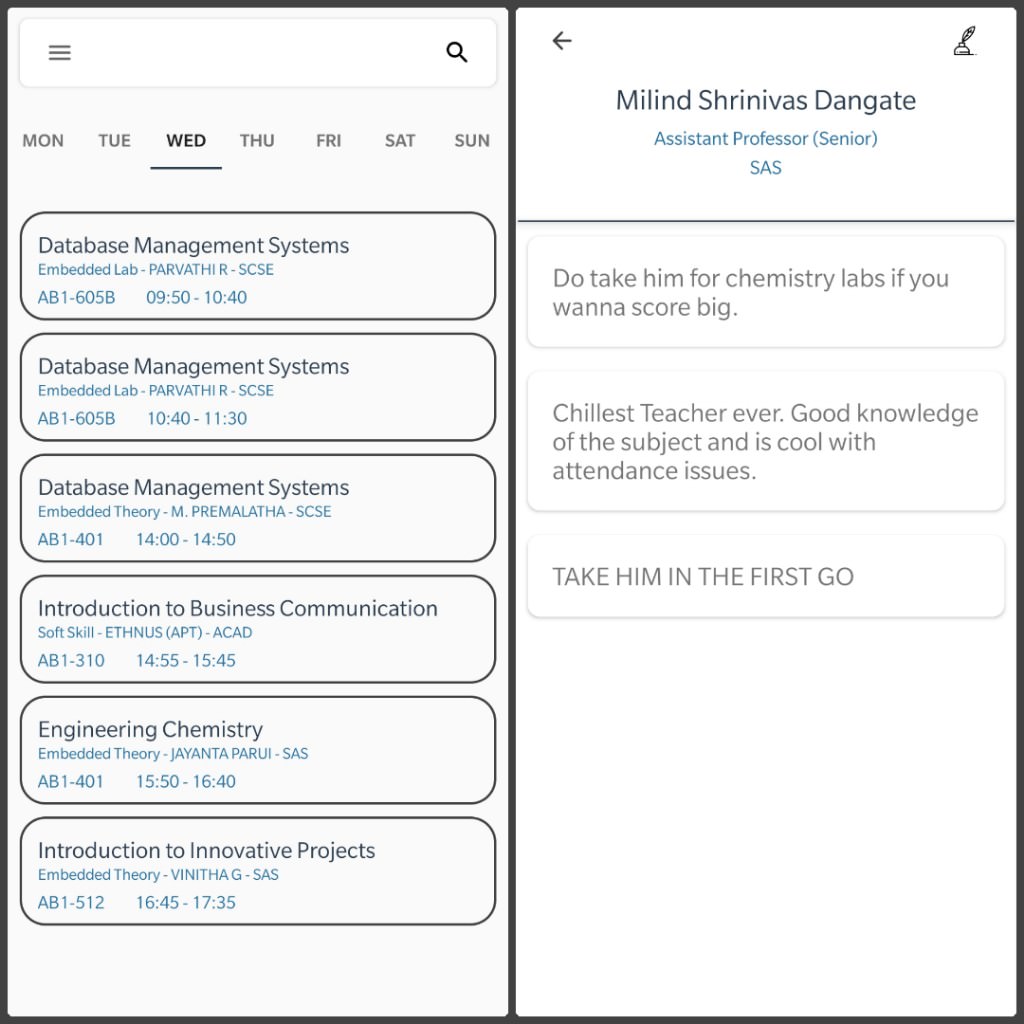 MON TUE WED THU FRI SAT SUN
Database Management Systems
Embedded Lab - PARVATHI R - SCSE
AB1-605B 09:50 - 10:40
Database Management Systems
Embedded Lab - PARVATHI R - SCSE
AB1-605B 10:40 - 11:30
Database Management Systems
Embedded Theory - M. PREMALATHA - SCSE
AB1-401 14:00 - 14:50
Introduction to Business Communication
Soft Skill - ETHNUS (APT) - ACAD
AB1-310 14:55 - 15:45
Engineering Chemistry
Embedded Theory - JAYANTA PARUI - SAS
AB1-401 15:50 - 16:40
Introduction to Innovative Projects
Embedded Theory - VINITHA G - SAS
AB1-512 16:45 - 17:35
Milind Shrinivas Dangate
Assistant Professor (Senior)
SAS
Do take him for chemistry labs if you
wanna score big.
Chillest Teacher ever. Good knowledge
of the subject and is cool with
attendance issues.
TAKE HIM IN THE FIRST GO